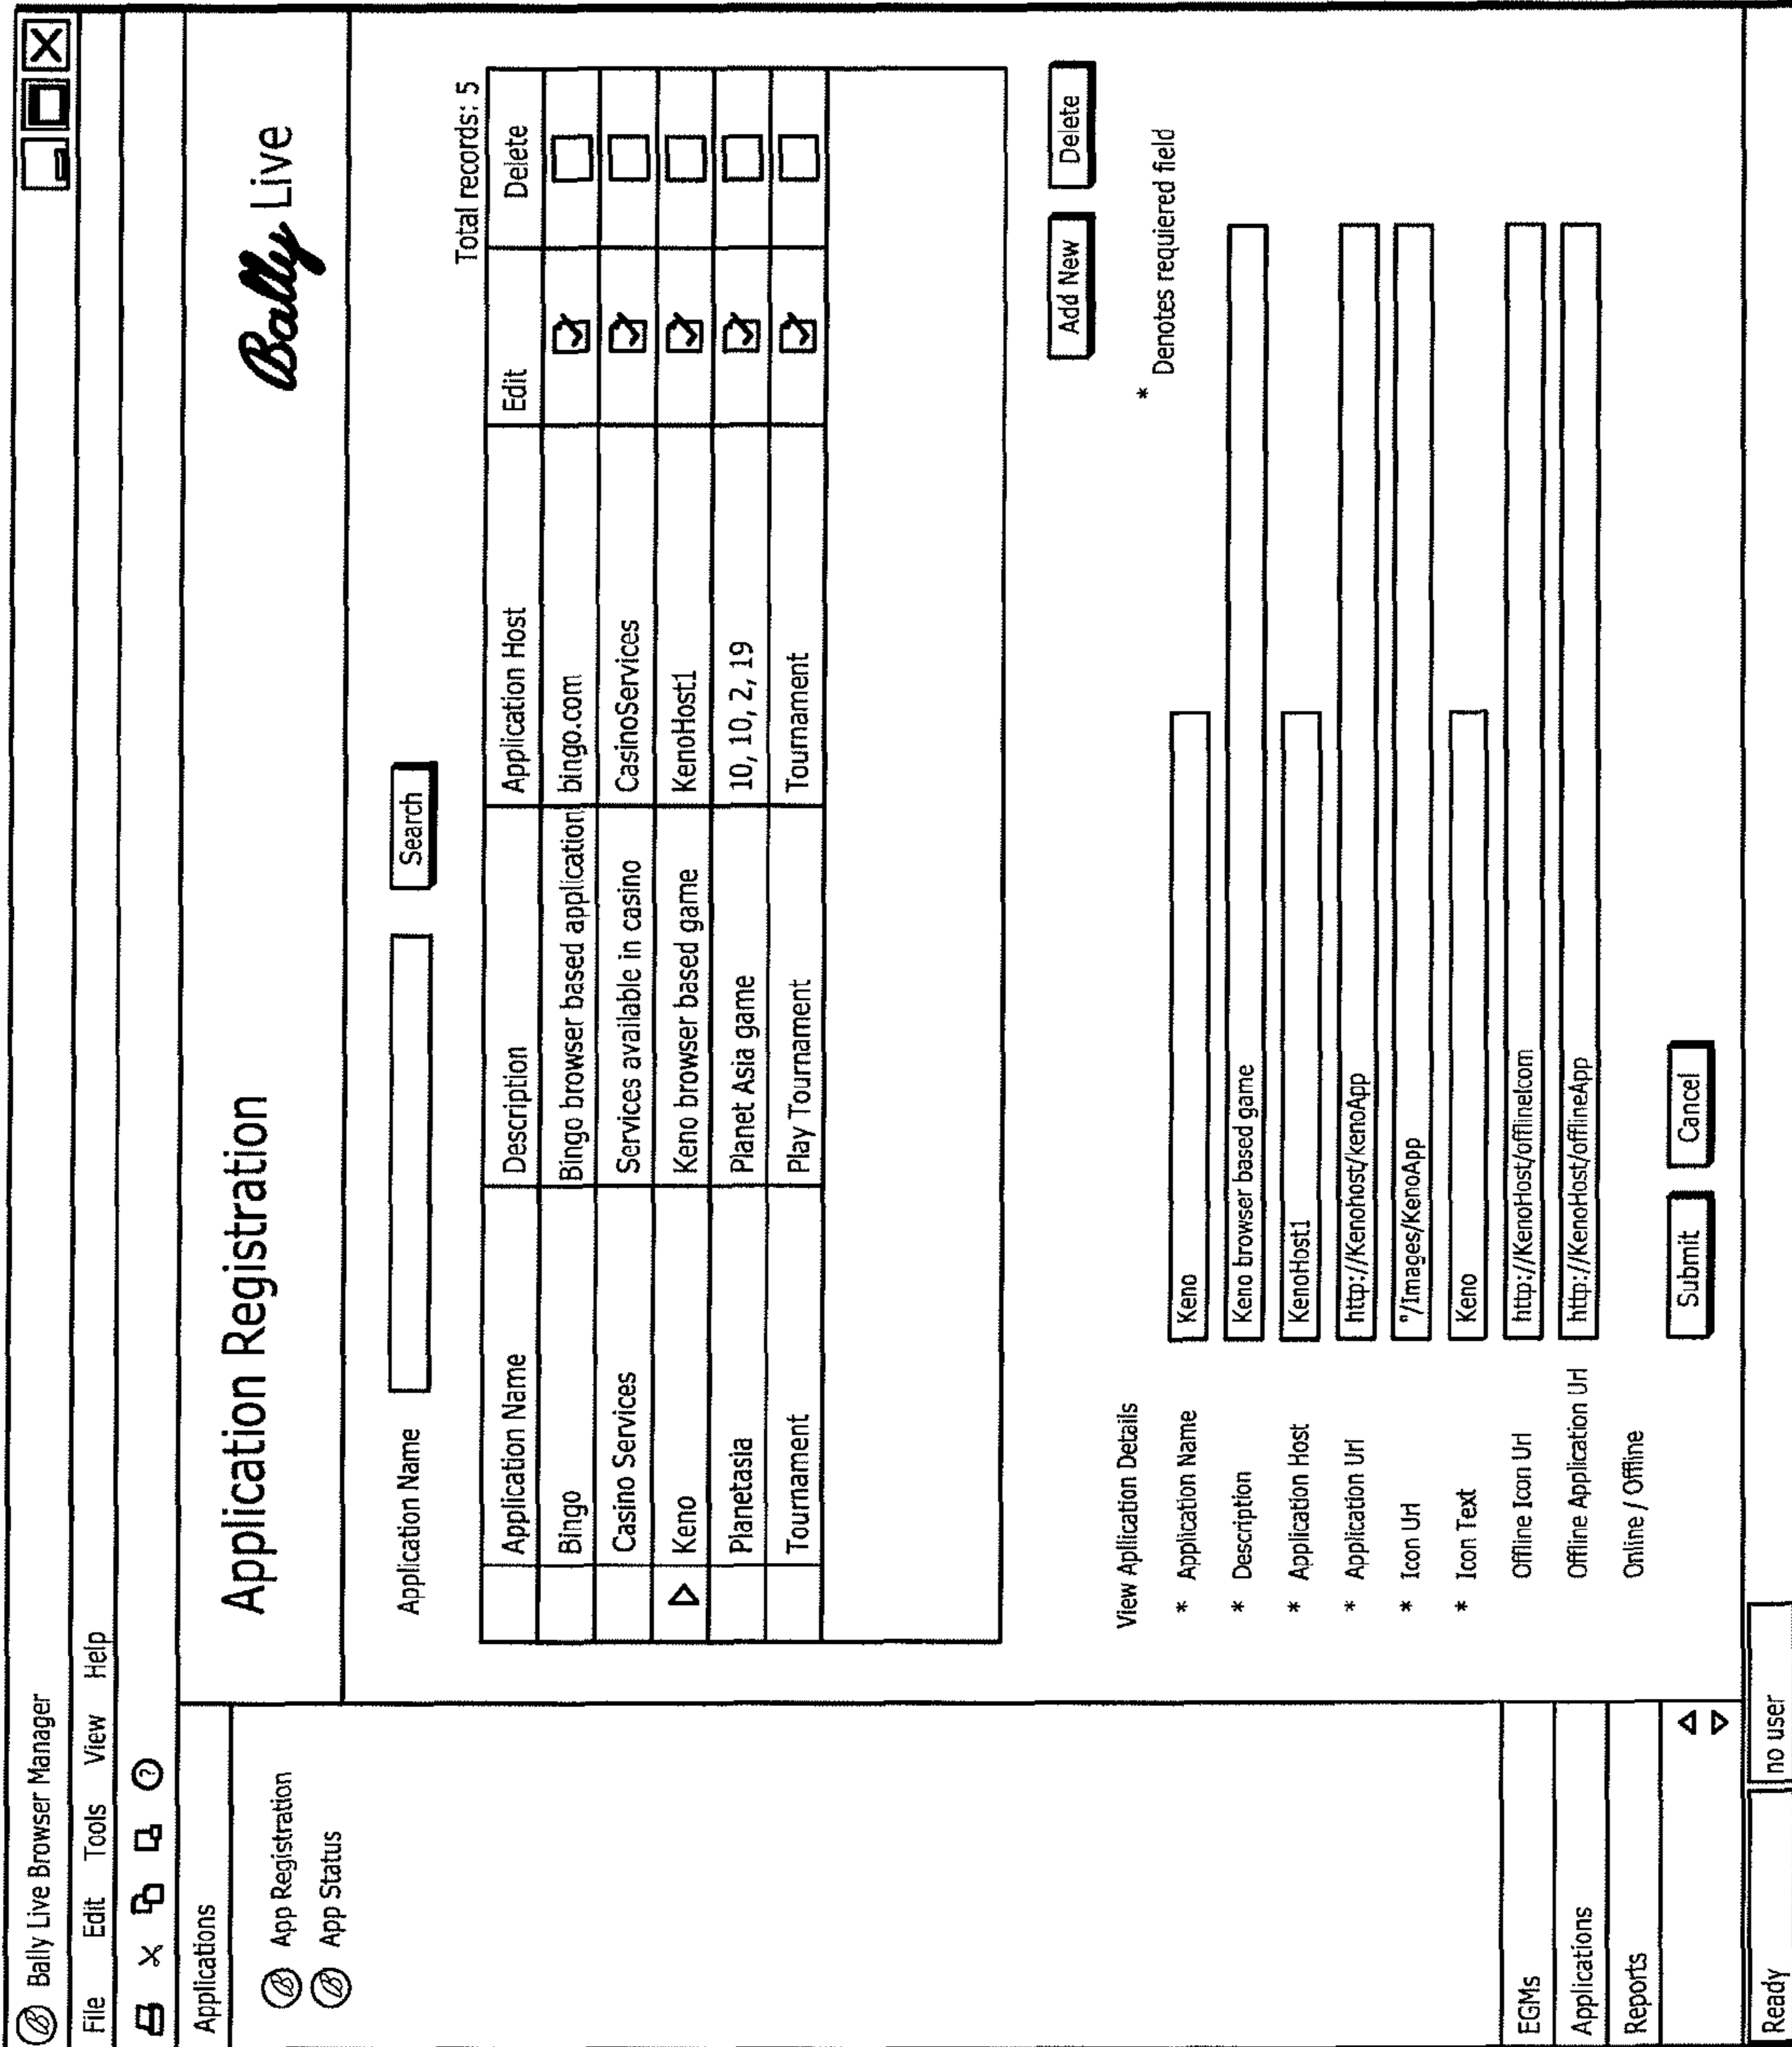 Bally Live Browser Manager
File Edit Tools View Help
Applications
App Registration
App Status
EGMs
Applications
Reports
Application Registration
Bally Live
Application Name Search
Total records: 5
Application Name Description Application Host Edit Delete
Bingo Bingo browser based application bingo.com
Casino Services Services available in casino CasinoServices
Keno Keno browser based game KenoHost1
Planetasia Planet Asia game 10, 10, 2, 19
Tournament Play Tournament Tournament
Add New Delete
View Apllication Details
* Denotes requiered field
* Application Name Keno
* Description Keno browser based game
* Application Host KenoHost1
* Application Url http://Kenohost/kenoApp
* Icon Url "/Images/KenoApp
* Icon Text Keno
Offline Icon Url http://KenoHost/offlineIcom
Offline Application Url http://KenoHost/offlineApp
Online / Offline
Submit Cancel
Ready no user